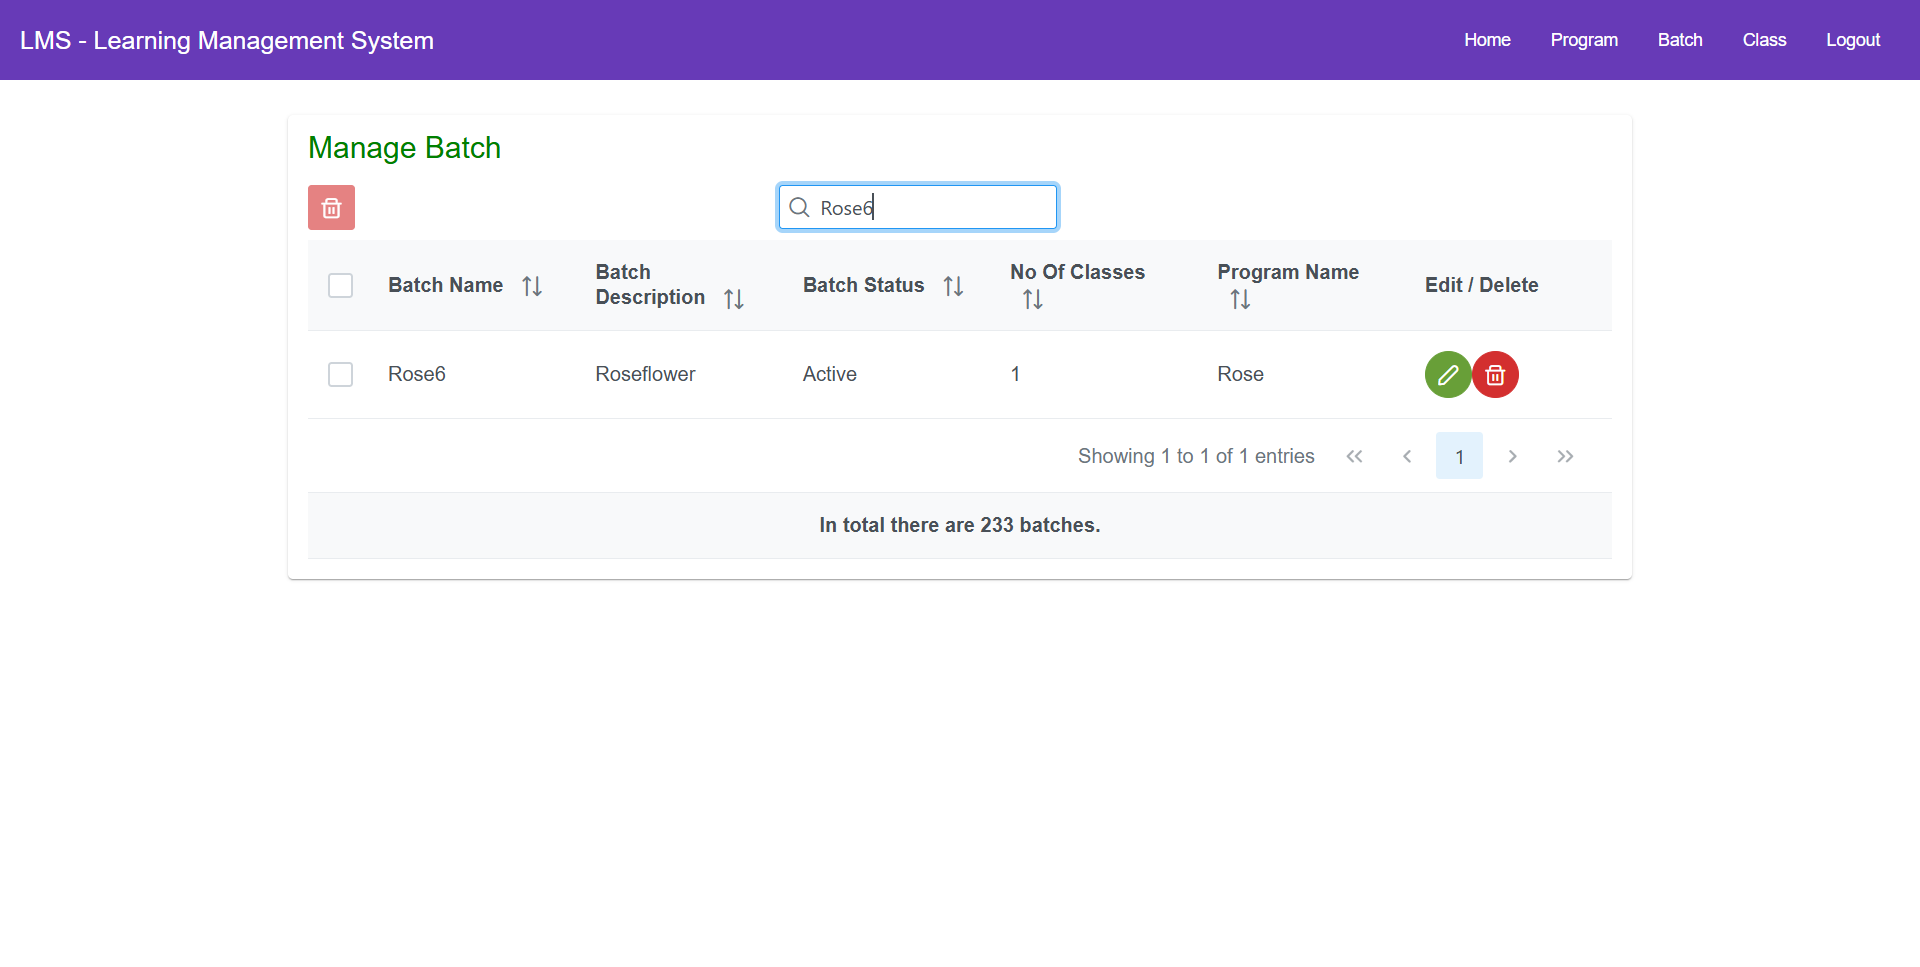 LMS - Learning Management System
Home
Program
Batch
Class
Logout
Manage Batch
Rose6
Batch Name
Batch
Description
Batch Status
No Of Classes
Program Name
Edit / Delete
Rose6
Roseflower
Active
1
Rose
Showing 1 to 1 of 1 entries
1
In total there are 233 batches.